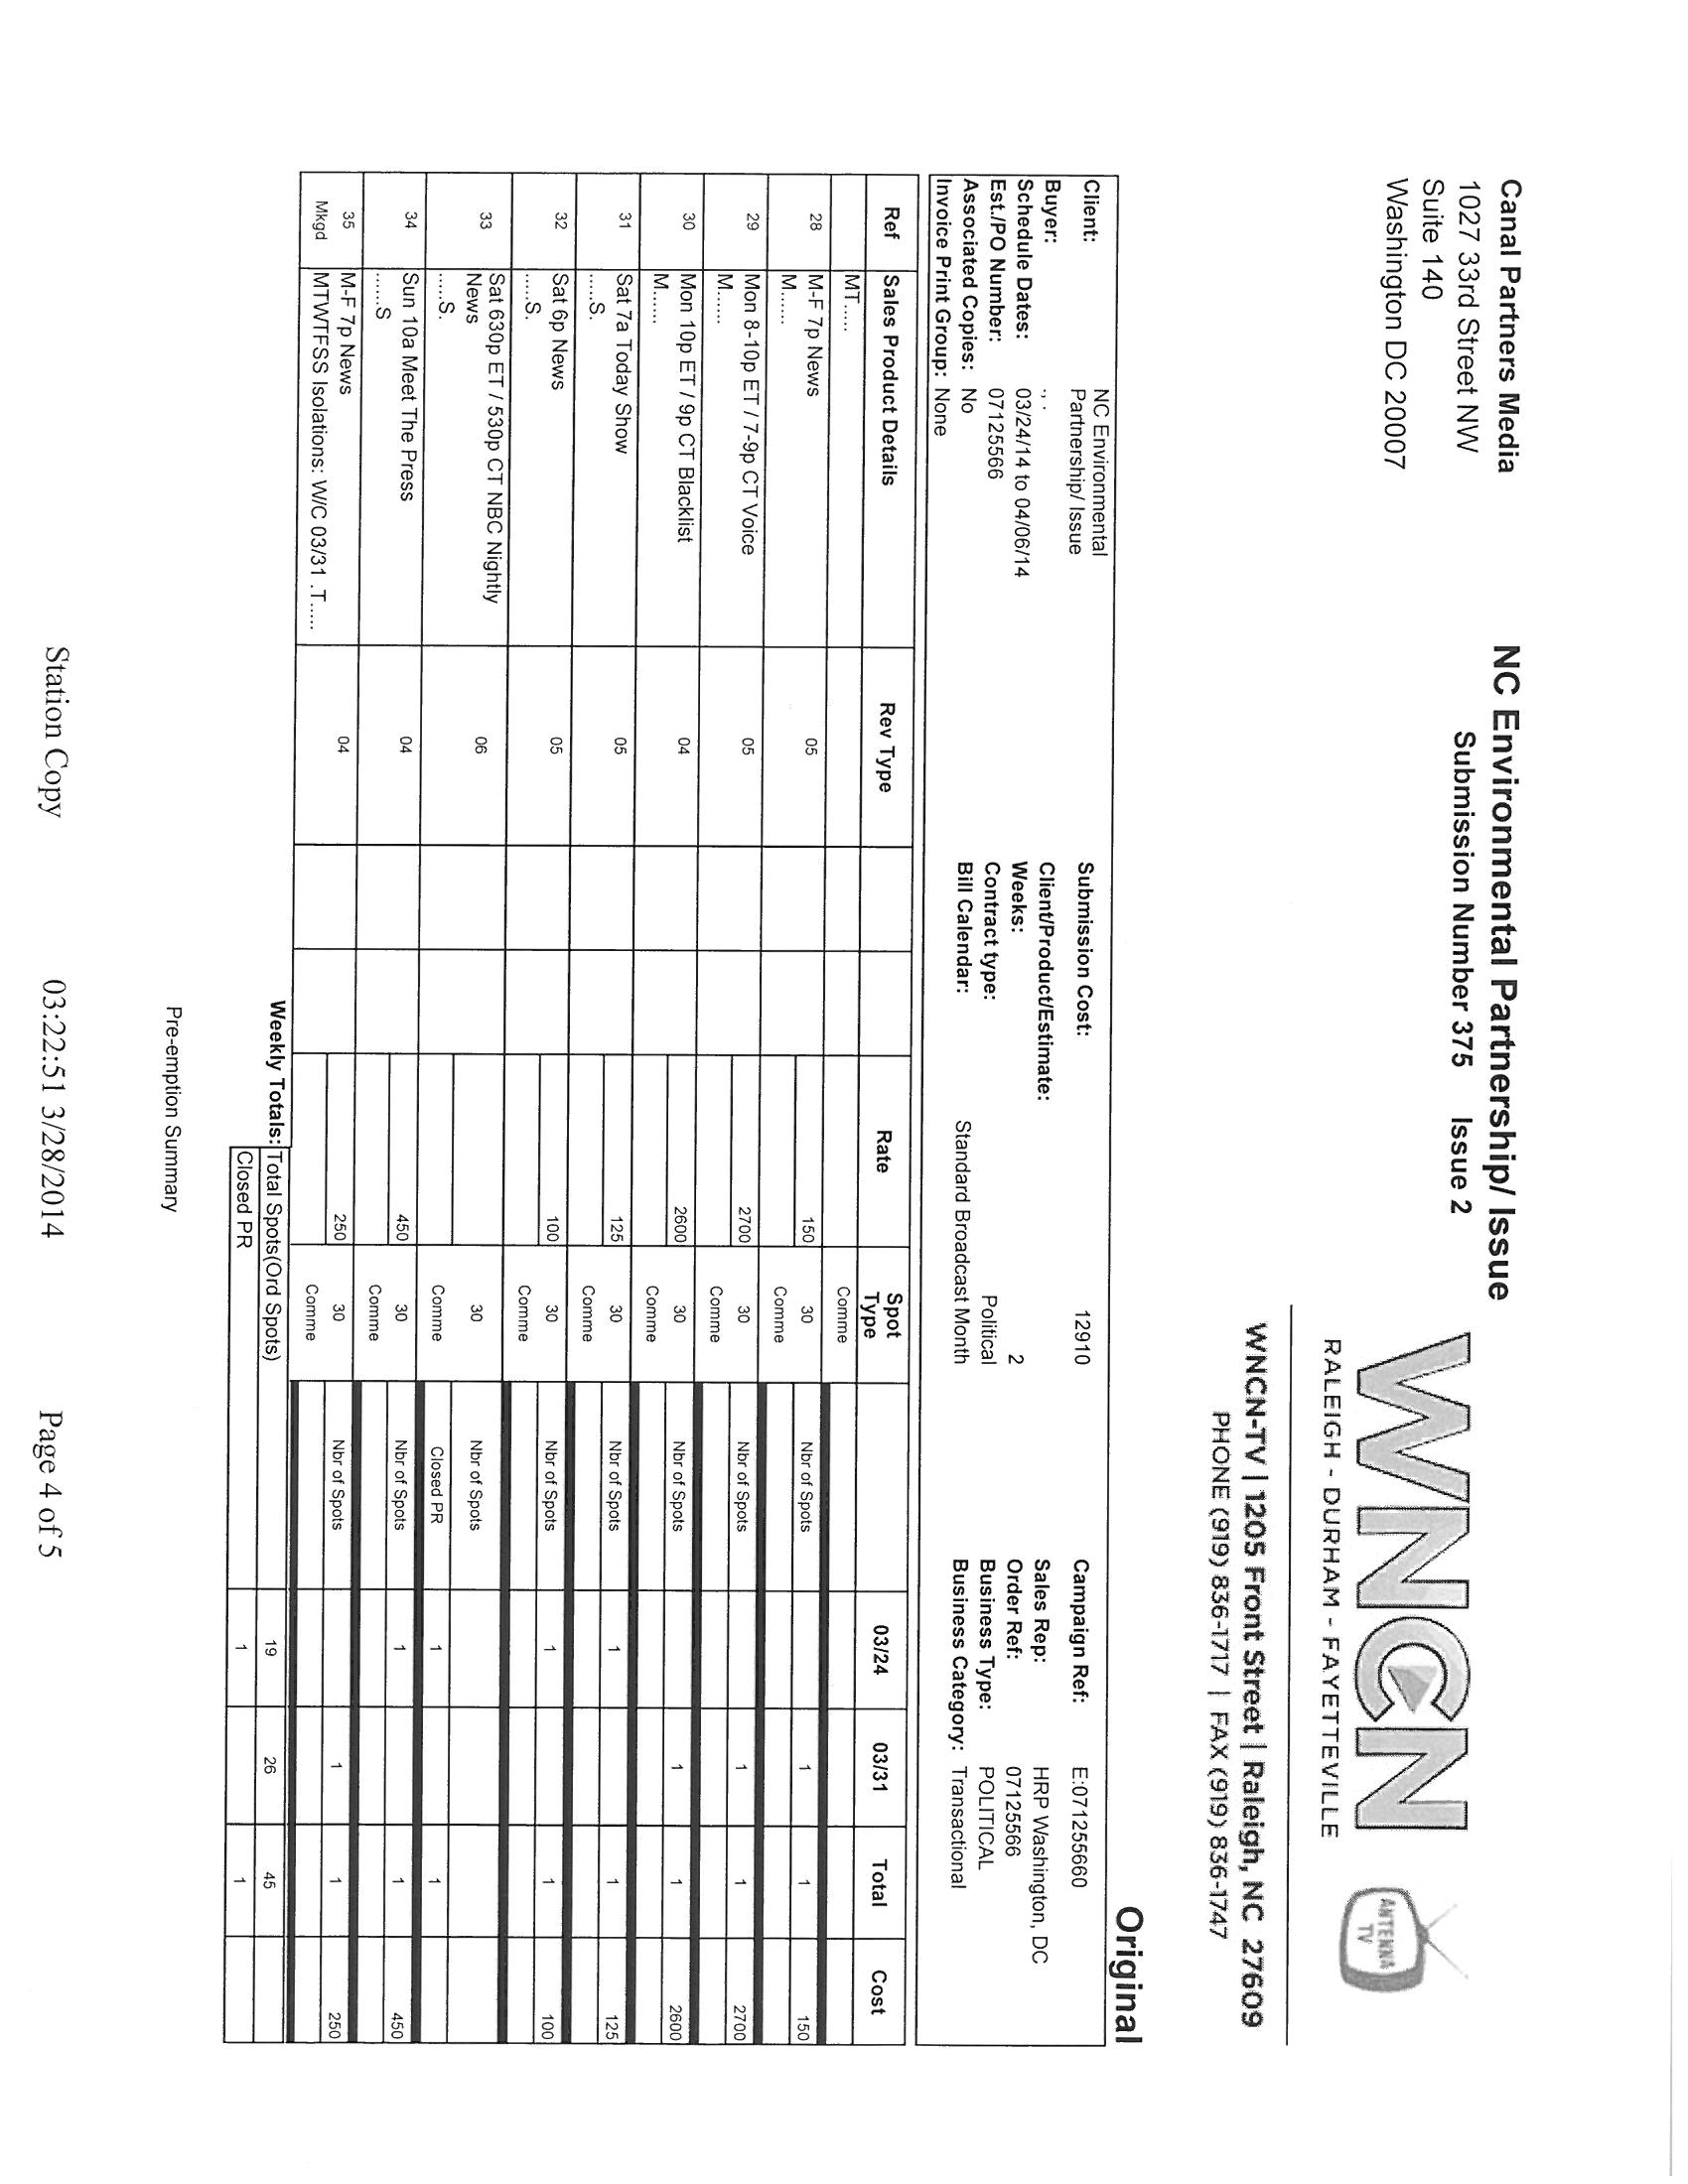 Canal Partners Media
1027 33rd Street NW
Suite 140
Washington DC 20007
NC Environmental Partnership/ Issue
Submission Number 375 Issue 2
WNCN
RALEIGH - DURHAM - FAYETTEVILLE
ANTENNA TV
WNCN-TV | 1205 Front Street | Raleigh, NC 27609
PHONE (919) 836-1717 | FAX (919) 836-1747
Original
Client: NC Environmental Partnership/ Issue Submission Cost: 12910 Campaign Ref: E:071255660
Buyer: ., . Client/Product/Estimate: Sales Rep: HRP Washington, DC
Schedule Dates: 03/24/14 to 04/06/14 Weeks: 2 Order Ref: 07125566
Est./PO Number: 07125566 Contract type: Political Business Type: POLITICAL
Associated Copies: No Bill Calendar: Standard Broadcast Month Business Category: Transactional
Invoice Print Group: None
Ref Sales Product Details Rev Type Rate Spot Type 03/24 03/31 Total Cost
MT..... Comme
28 M-F 7p News 05 150 30 Nbr of Spots 1 1 150
M...... Comme
29 Mon 8-10p ET / 7-9p CT Voice 05 2700 30 Nbr of Spots 1 1 2700
M...... Comme
30 Mon 10p ET / 9p CT Blacklist 04 2600 30 Nbr of Spots 1 1 2600
M...... Comme
31 Sat 7a Today Show 05 125 30 Nbr of Spots 1 1 125
.....S. Comme
32 Sat 6p News 05 100 30 Nbr of Spots 1 1 100
.....S. Comme
33 Sat 630p ET / 530p CT NBC Nightly News 06 30 Nbr of Spots
.....S. Comme Closed PR 1 1
34 Sun 10a Meet The Press 04 450 30 Nbr of Spots 1 1 450
......S Comme
35 M-F 7p News 04 250 30 Nbr of Spots 1 1 250
Mkgd MTWTFSS Isolations: W/C 03/31 .T..... Comme
Weekly Totals: Total Spots(Ord Spots) 19 26 45
Closed PR 1 1
Pre-emption Summary
Station Copy 03:22:51 3/28/2014 Page 4 of 5